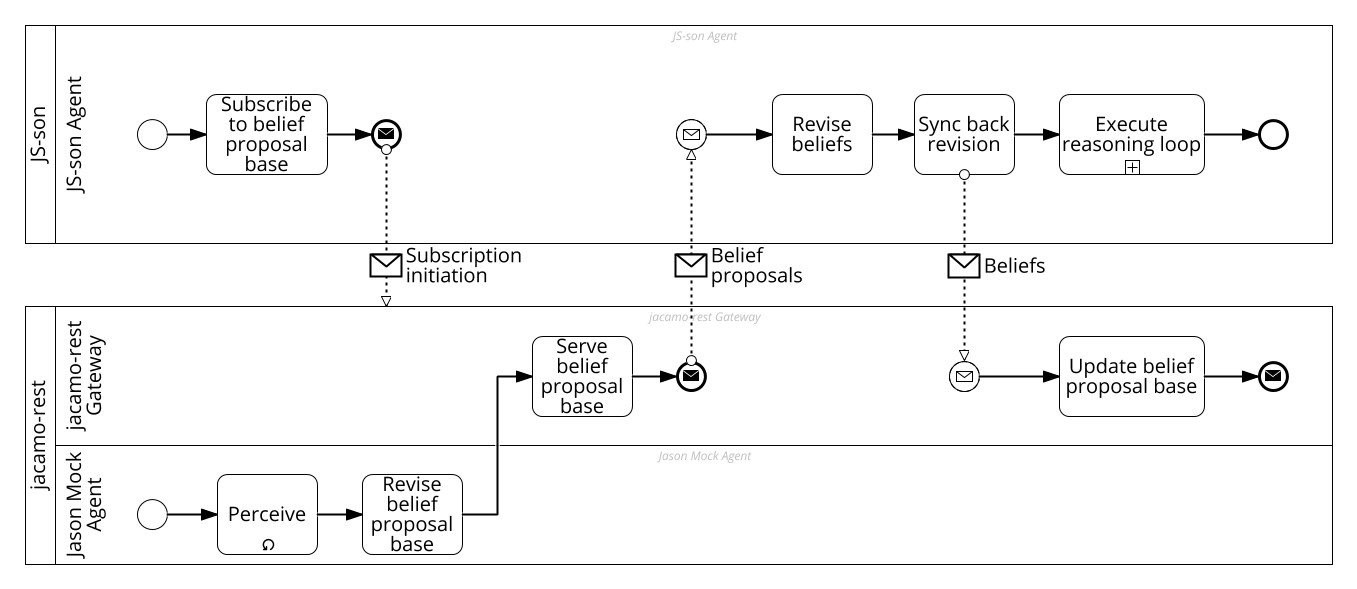 JS-son
JS-son Agent
JS-son Agent
Subscribe
to belief
proposal
base
Revise
beliefs
Sync back
revision
Execute
reasoning loop
Subscription
initiation
Belief
proposals
Beliefs
jacamo-rest
jacamo-rest
Gateway
jacamo-rest Gateway
Serve
belief
proposal
base
Update belief
proposal base
Jason Mock
Agent
Jason Mock Agent
Perceive
Revise
belief
proposal
base